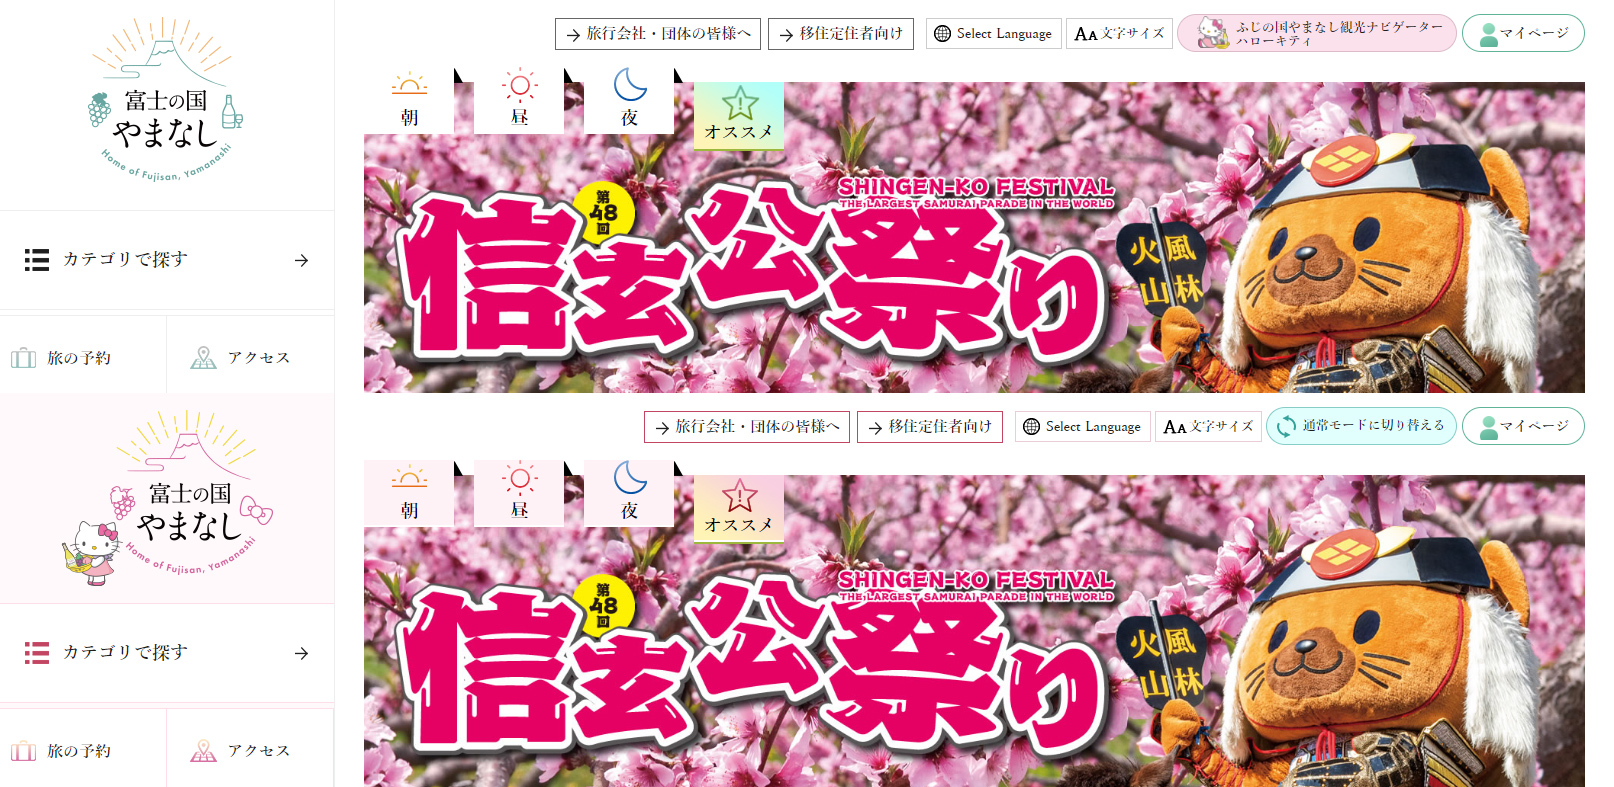 富士の国
やまなし
Home of Fujisan, Yamanashi
カテゴリで探す
旅の予約
アクセス
旅行会社・団体の皆様へ
移住定住者向け
Select Language
AA 文字サイズ
ふじの国やまなし観光ナビゲーター
ハローキティ
マイページ
朝
昼
夜
オススメ
第
48
回
信玄公祭り
SHINGEN-KO FESTIVAL
THE LARGEST SAMURAI PARADE IN THE WORLD
風林
火山
富士の国
やまなし
Home of Fujisan, Yamanashi
カテゴリで探す
旅の予約
アクセス
旅行会社・団体の皆様へ
移住定住者向け
Select Language
AA 文字サイズ
通常モードに切り替える
マイページ
朝
昼
夜
オススメ
第
48
回
信玄公祭り
SHINGEN-KO FESTIVAL
THE LARGEST SAMURAI PARADE IN THE WORLD
風林
火山